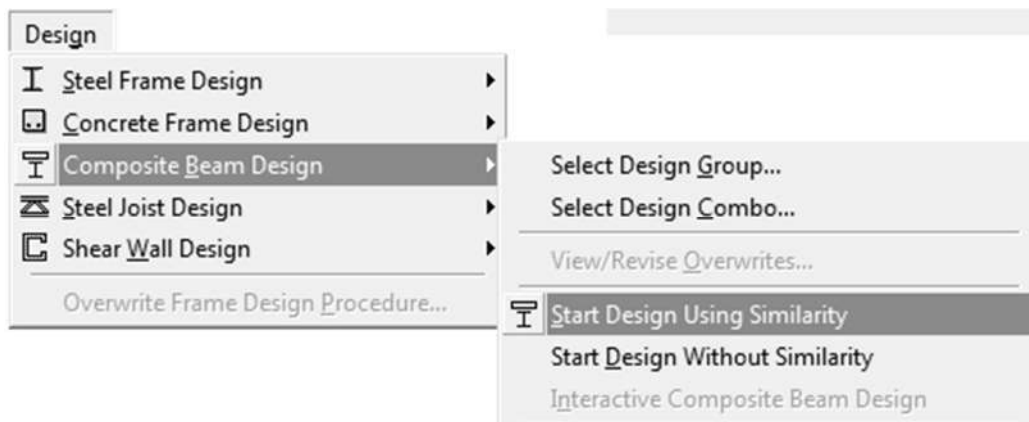 Design
Steel Frame Design
Concrete Frame Design
Composite Beam Design
Steel Joist Design
Shear Wall Design
Overwrite Frame Design Procedure...
Select Design Group...
Select Design Combo...
View/Revise Overwrites...
Start Design Using Similarity
Start Design Without Similarity
Interactive Composite Beam Design